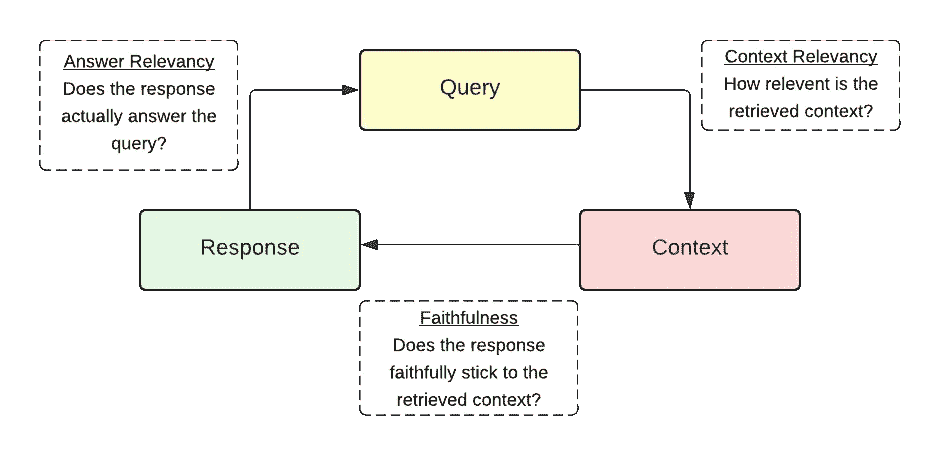 Answer Relevancy
Does the response
actually answer the
query?
Query
Context Relevancy
How relevent is the
retrieved context?
Response
Context
Faithfulness
Does the response
faithfully stick to the
retrieved context?